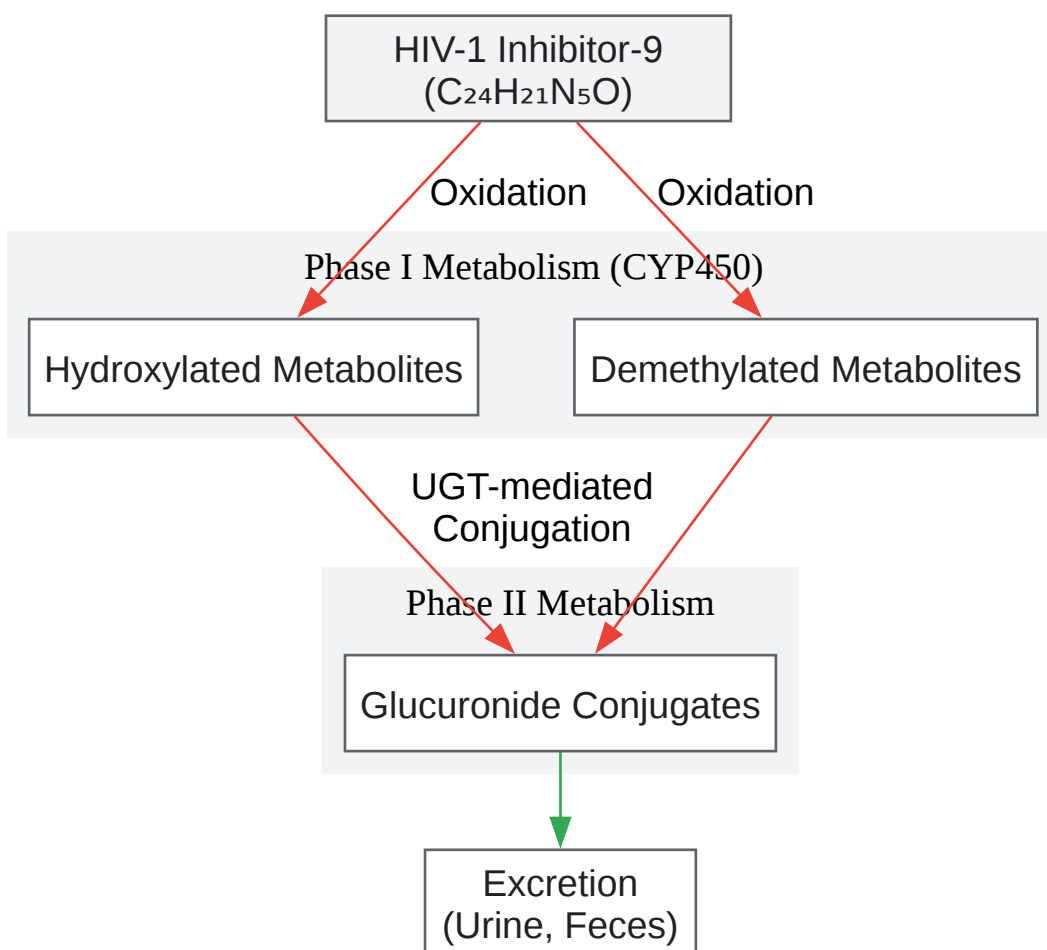 HIV-1 Inhibitor-9
(C₂₄H₂₁N₅O)
Oxidation
Oxidation
Phase I Metabolism (CYP450)
Hydroxylated Metabolites
Demethylated Metabolites
UGT-mediated
Conjugation
Phase II Metabolism
Glucuronide Conjugates
Excretion
(Urine, Feces)